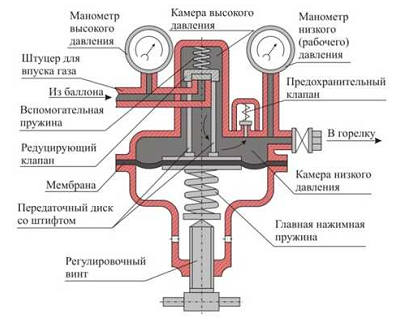 Манометр
высокого
давления
Камера высокого
давления
Манометр
низкого
(рабочего)
давления
Штуцер для
впуска газа
Из баллона
Вспомогательная
пружина
Редуцирующий
клапан
Мембрана
Передаточный диск
со штифтом
Регулировочный
винт
Предохранительный
клапан
В горелку
Камера низкого
давления
Главная нажимная
пружина